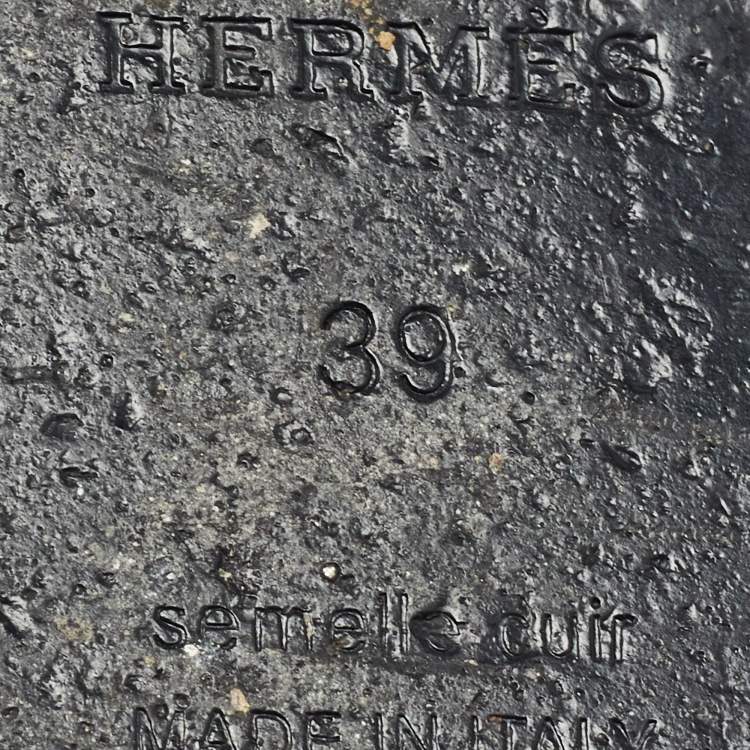 HERMÈS
39
semelle cuir
MADE IN ITALY